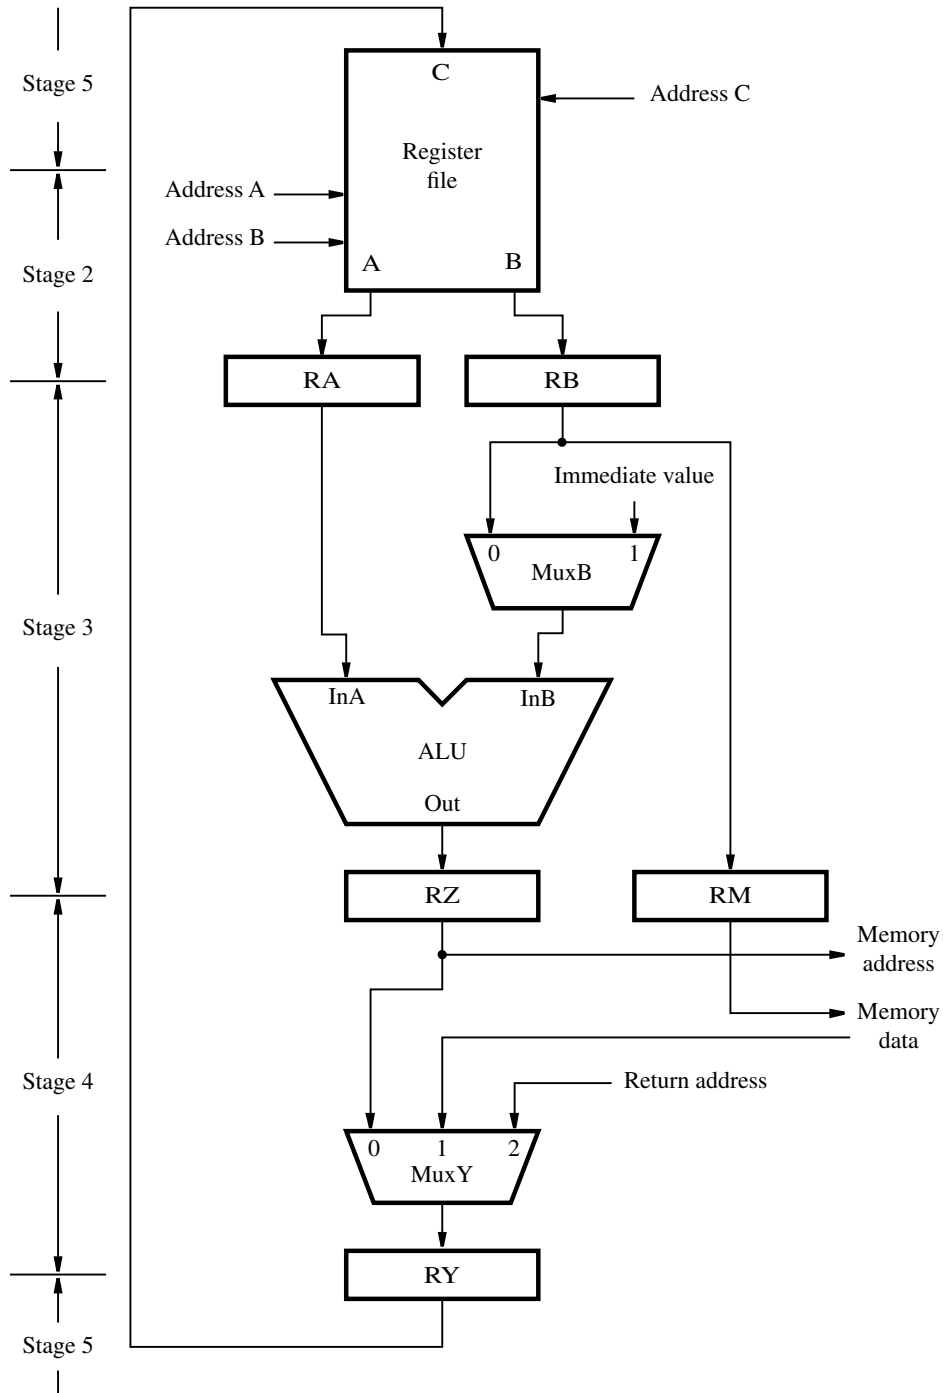 C
Stage 5
Address C
Register
file
Address A
Address B
A
B
Stage 2
RA
RB
Immediate value
0
1
MuxB
Stage 3
InA
InB
ALU
Out
RZ
RM
Memory
address
Memory
data
Stage 4
Return address
0
1
2
MuxY
RY
Stage 5